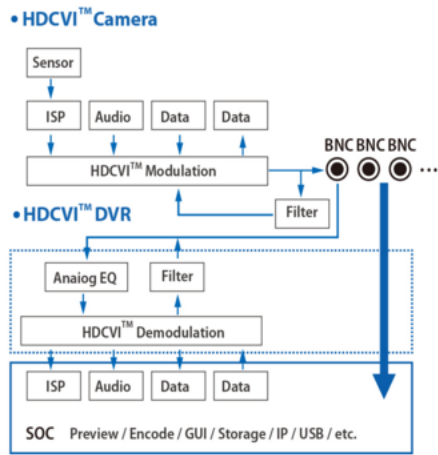 • HDCVI™ Camera
Sensor
ISP Audio Data Data
BNC BNC BNC
HDCVI™ Modulation
...
Filter
• HDCVI™ DVR
Anaiog EQ Filter
HDCVI™ Demodulation
ISP Audio Data Data
SOC Preview / Encode / GUI / Storage / IP / USB / etc.